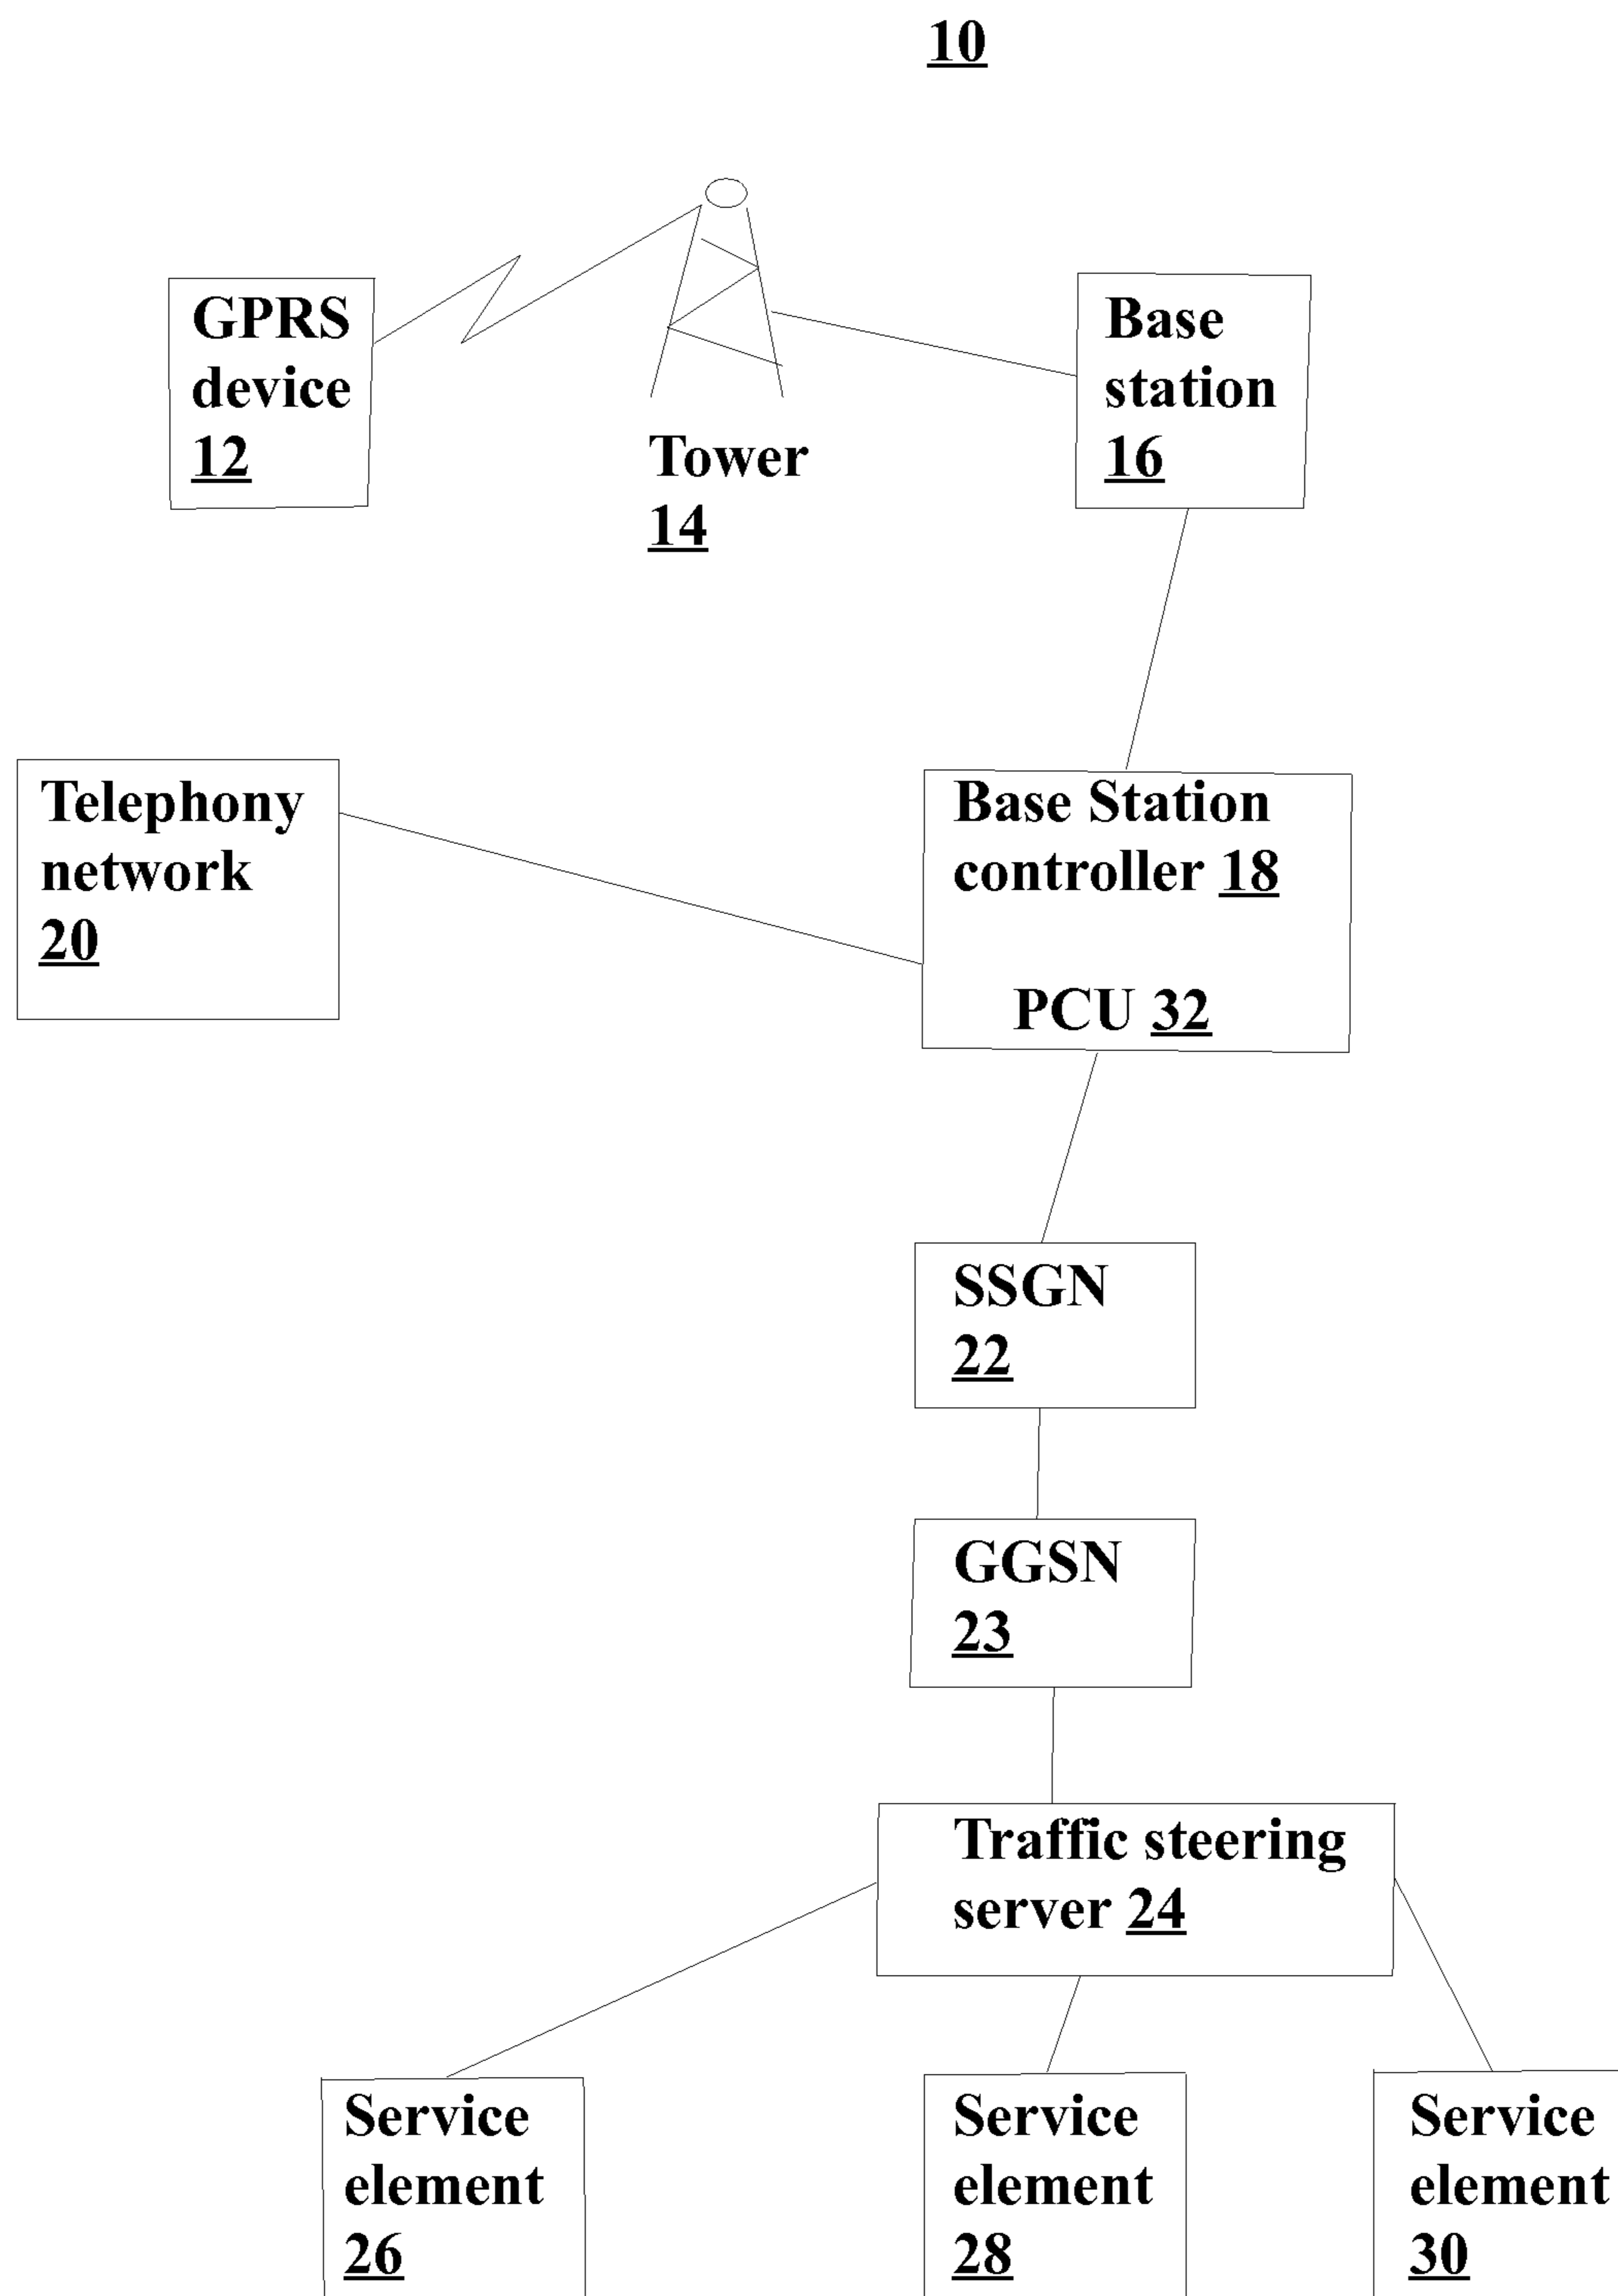 10
GPRS
device
12
Tower
14
Base
station
16
Telephony
network
20
Base Station
controller 18
PCU 32
SSGN
22
GGSN
23
Traffic steering
server 24
Service
element
26
Service
element
28
Service
element
30